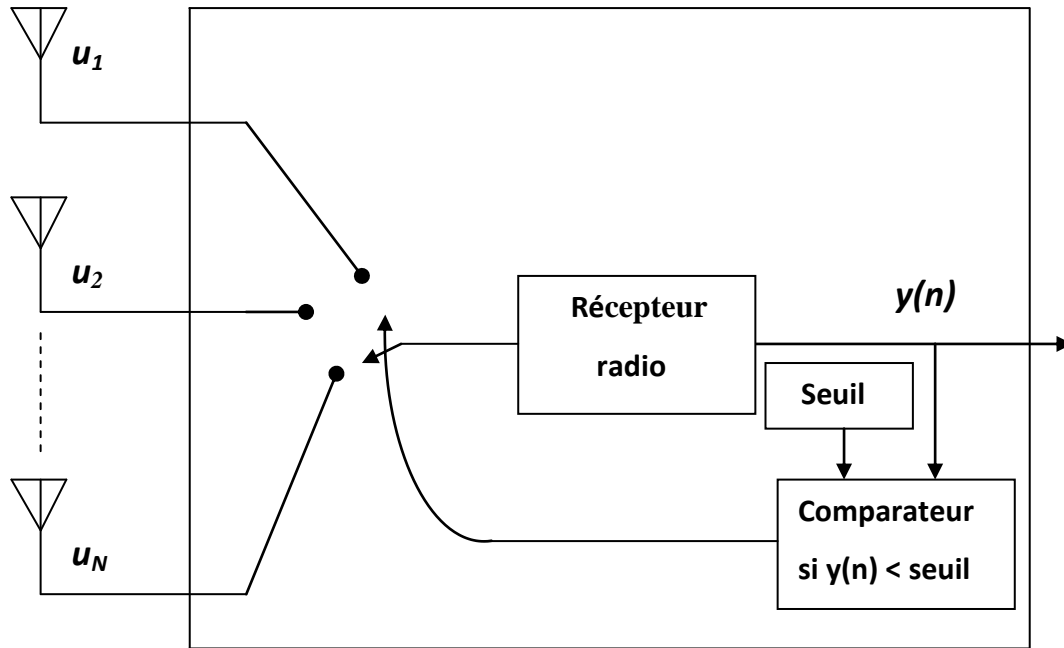 u1
u2
uN
Récepteur
radio
y(n)
Seuil
Comparateur
si y(n) < seuil